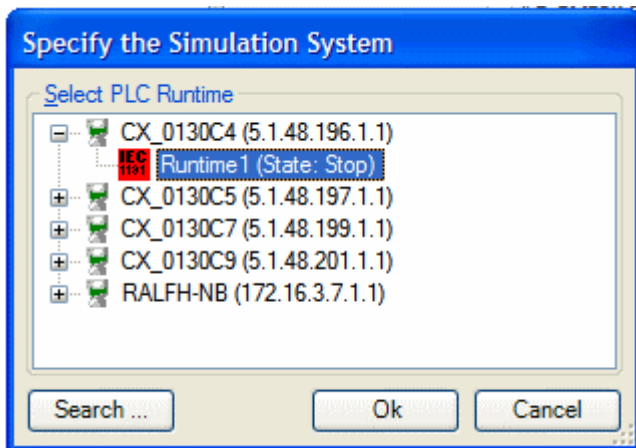 Specify the Simulation System
Select PLC Runtime
CX_0130C4 (5.1.48.196.1.1)
IEC
1131
Runtime1 (State: Stop)
CX_0130C5 (5.1.48.197.1.1)
CX_0130C7 (5.1.48.199.1.1)
CX_0130C9 (5.1.48.201.1.1)
RALFH-NB (172.16.3.7.1.1)
Search ... Ok Cancel